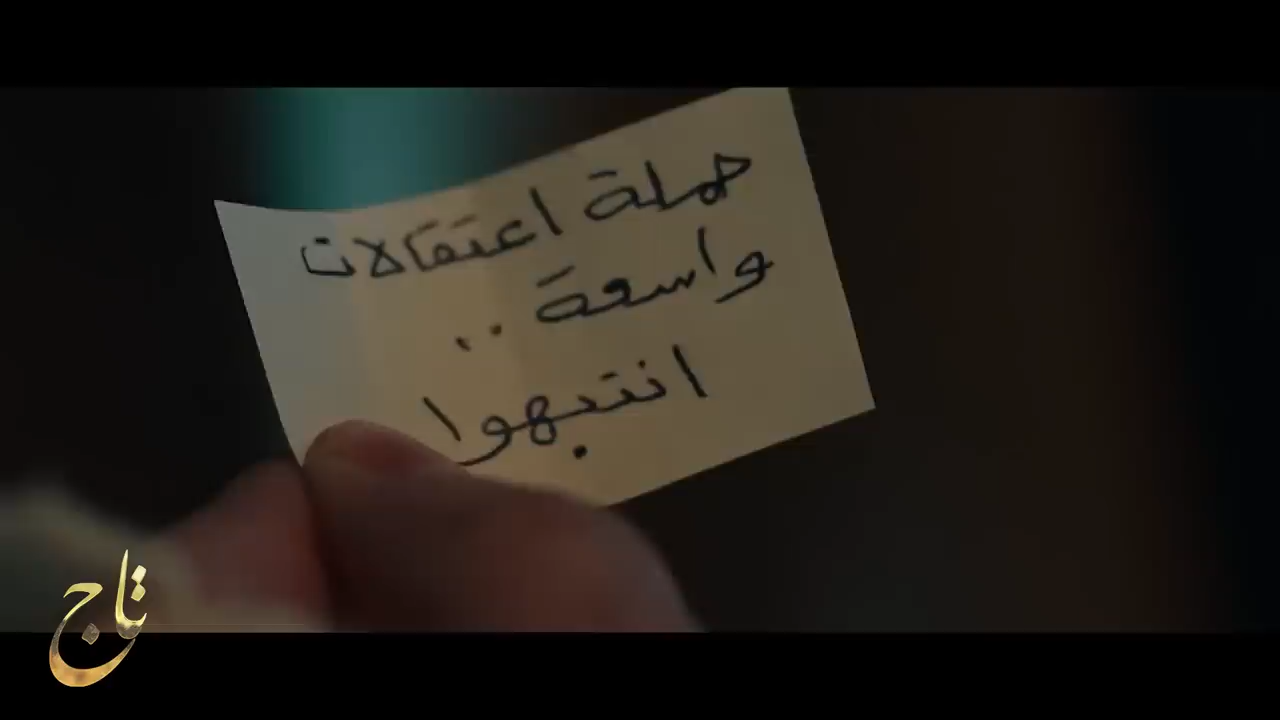 حملة اعتقالات
واسعة ..
انتبهوا
تاج